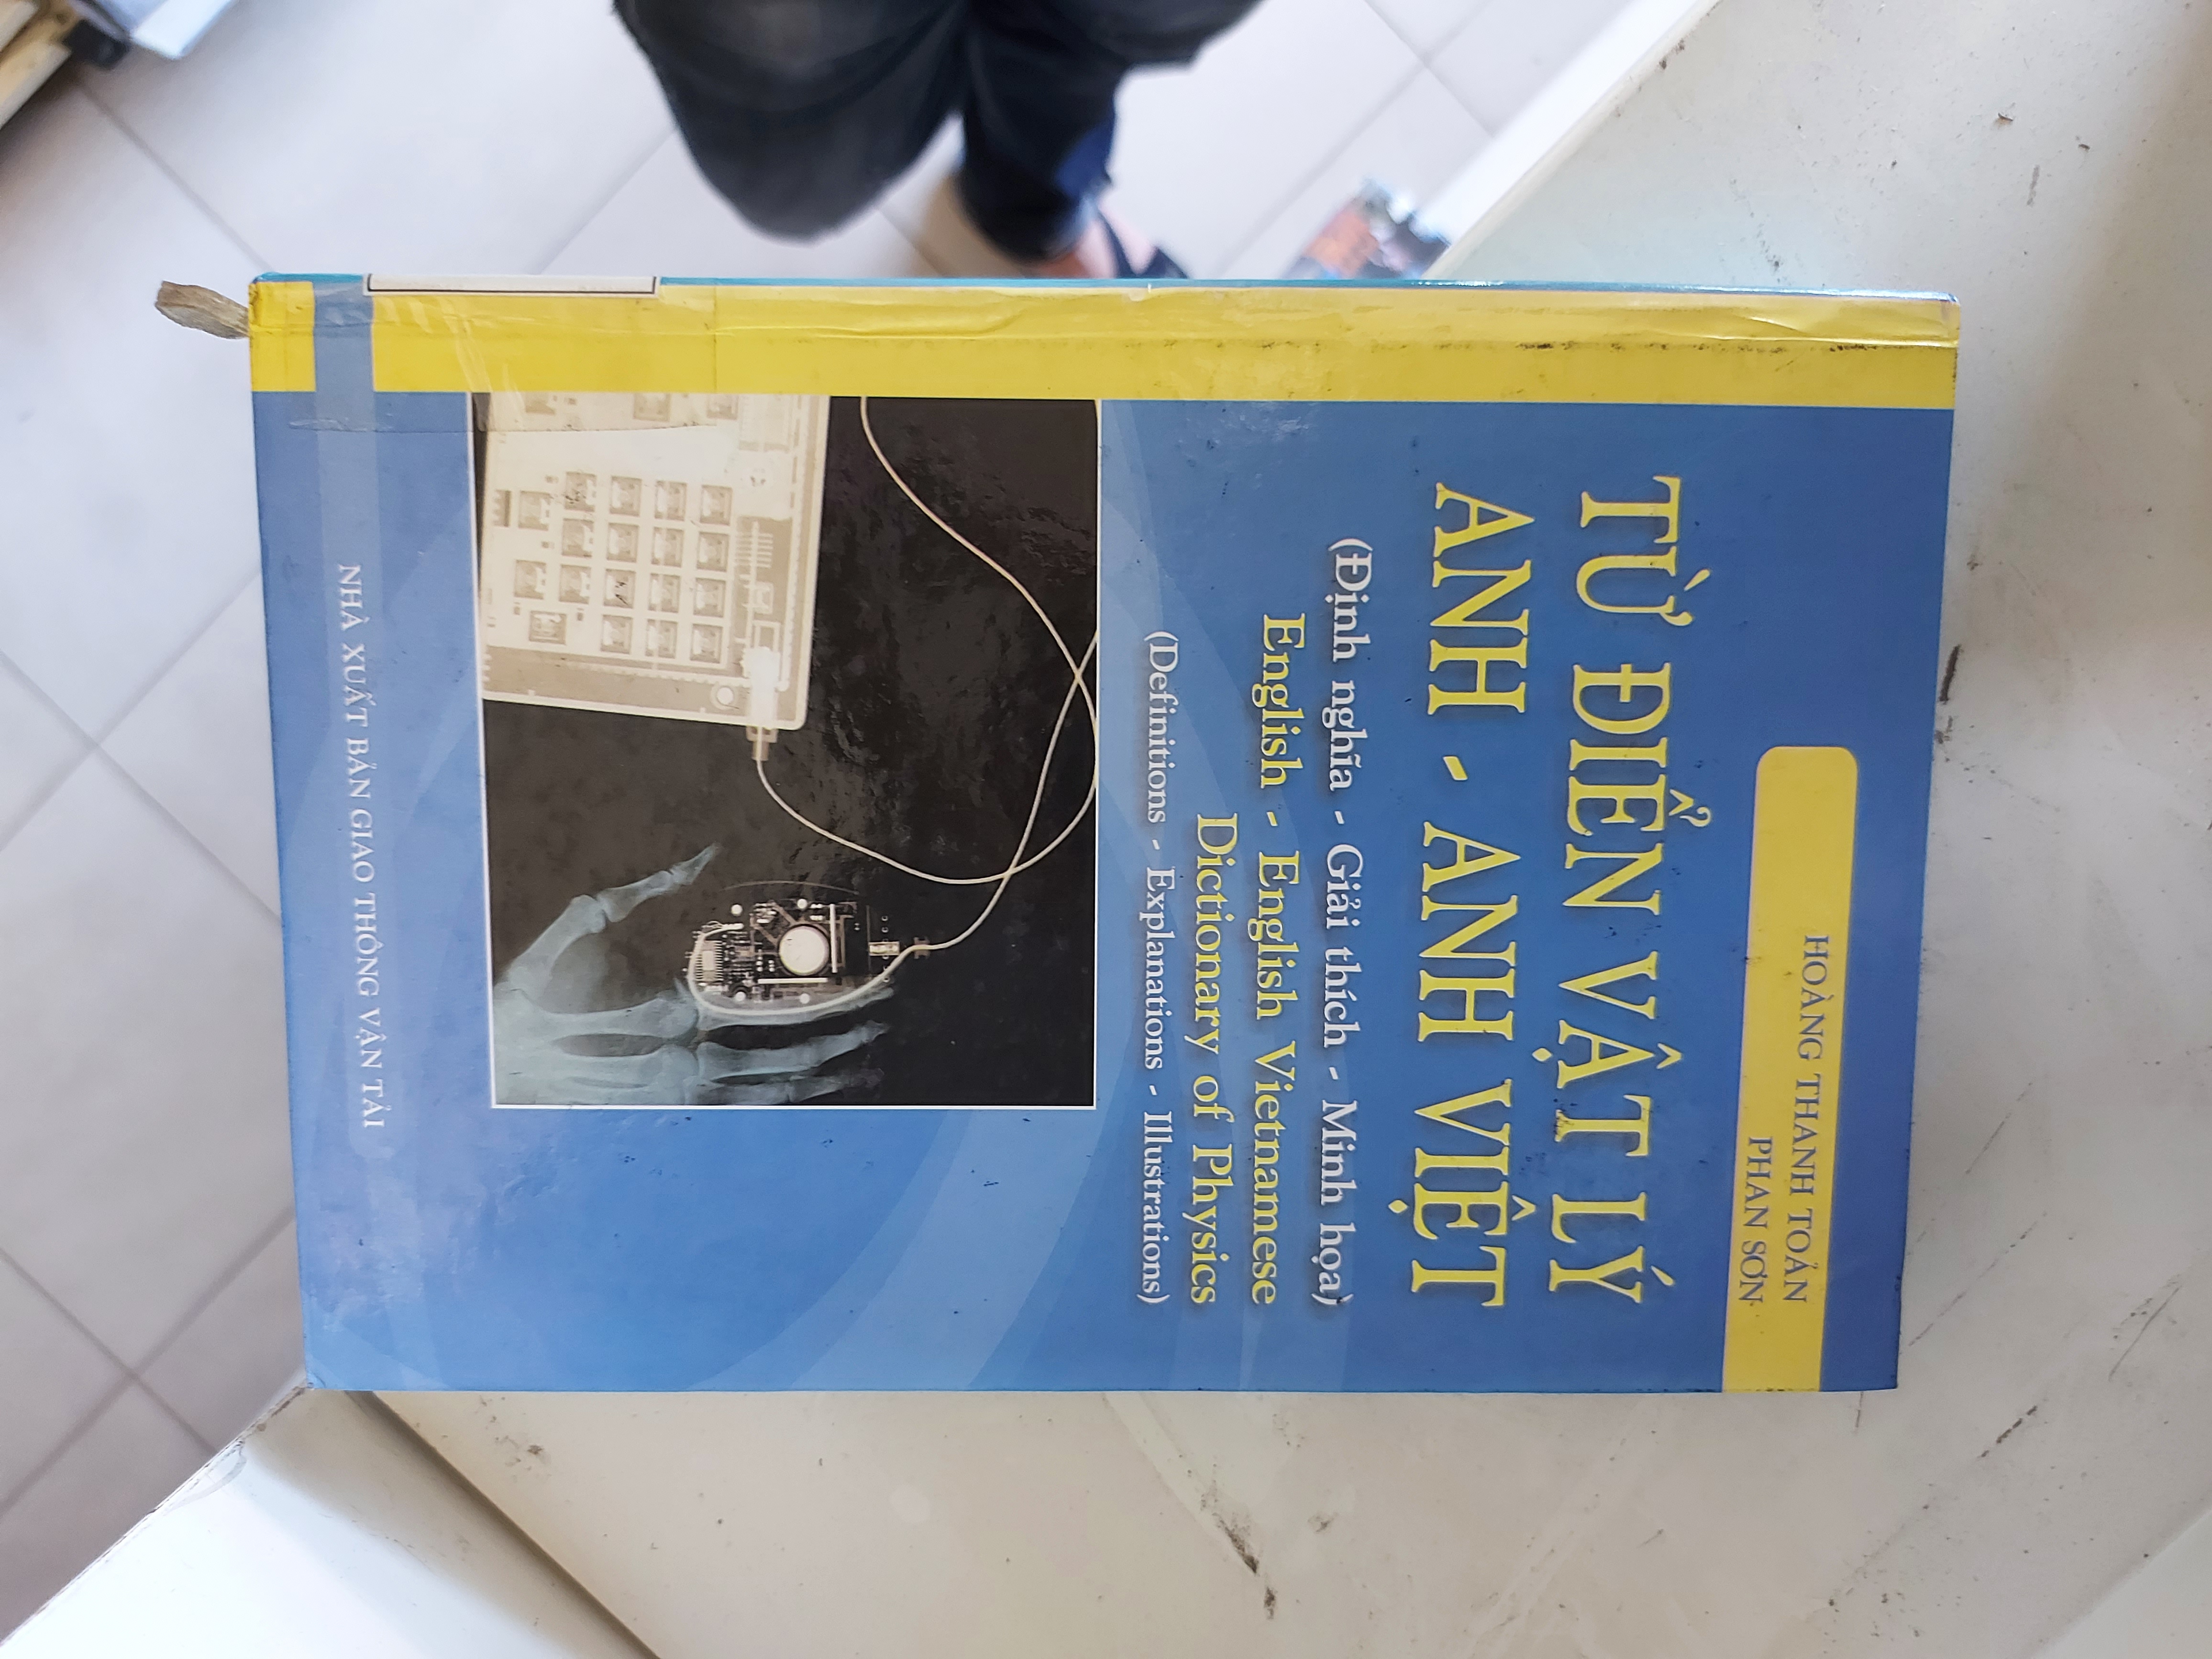 HOÀNG THANH TOẢN
PHAN SƠN
TỪ ĐIỂN VẬT LÝ
ANH - ANH VIỆT
(Định nghĩa - Giải thích - Minh họa)
English - English Vietnamese
Dictionary of Physics
(Definitions - Explanations - Illustrations)
NHÀ XUẤT BẢN GIAO THÔNG VẬN TẢI